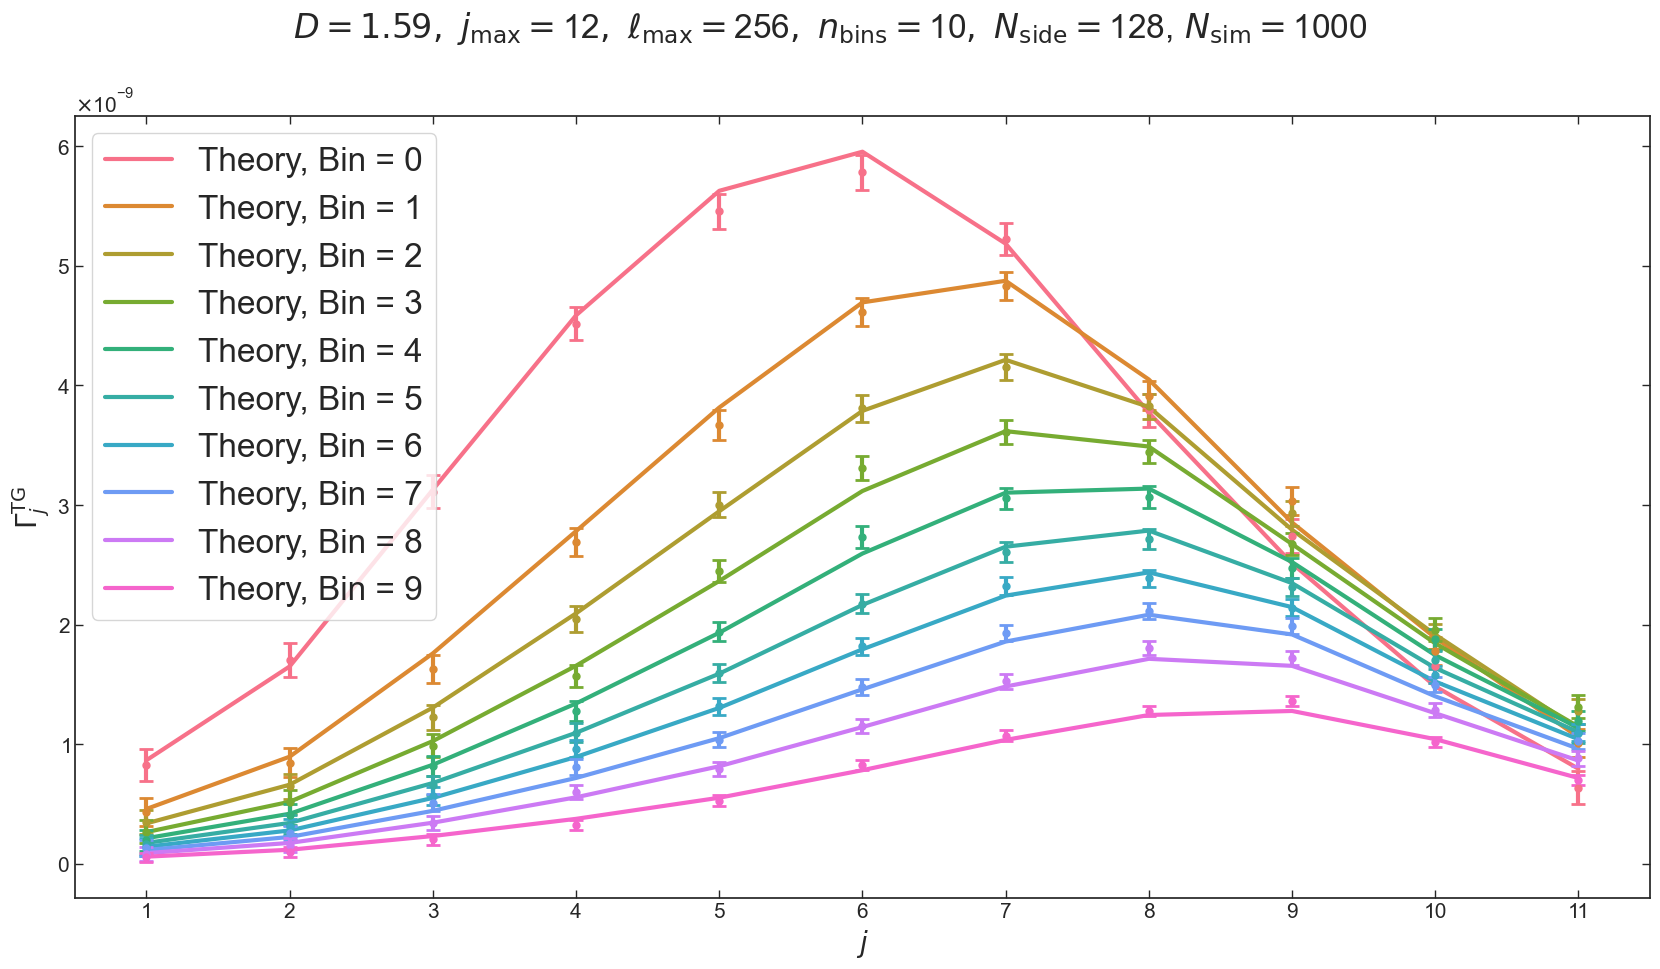 D = 1.59, j_max = 12, ℓ_max = 256, n_bins = 10, N_side = 128, N_sim = 1000
×10⁻⁹
6
5
4
3
2
1
0
Γ_j^TG
Theory, Bin = 0
Theory, Bin = 1
Theory, Bin = 2
Theory, Bin = 3
Theory, Bin = 4
Theory, Bin = 5
Theory, Bin = 6
Theory, Bin = 7
Theory, Bin = 8
Theory, Bin = 9
1 2 3 4 5 6 7 8 9 10 11
j